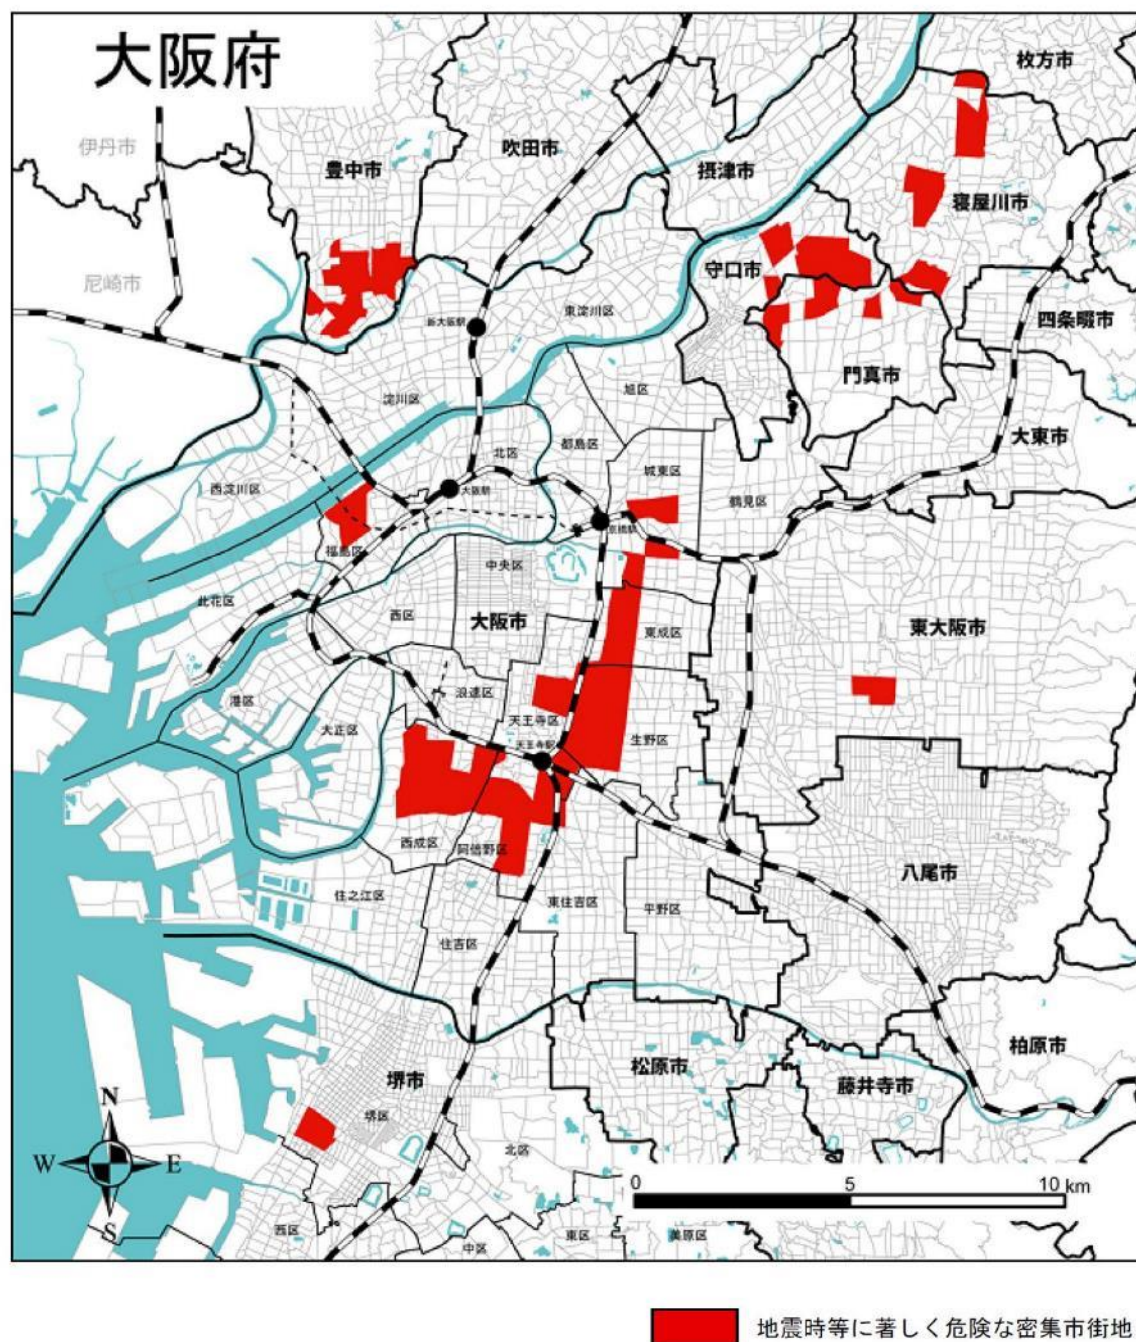 大阪府
枚方市
伊丹市
吹田市
豊中市
摂津市
寝屋川市
守口市
尼崎市
東淀川区
新大阪駅
四条畷市
門真市
旭区
淀川区
大東市
都島区
北区
城東区
西淀川区
大阪駅
鶴見区
京橋駅
福島区
中央区
此花区
西区
大阪市
東成区
東大阪市
浪速区
港区
天王寺区
大正区
生野区
天王寺駅
西成区
阿倍野区
八尾市
住之江区
東住吉区
平野区
住吉区
柏原市
松原市
堺市
藤井寺市
N
堺区
北区
W
E
0
5
10 km
S
西区
東区
美原区
中区
地震時等に著しく危険な密集市街地